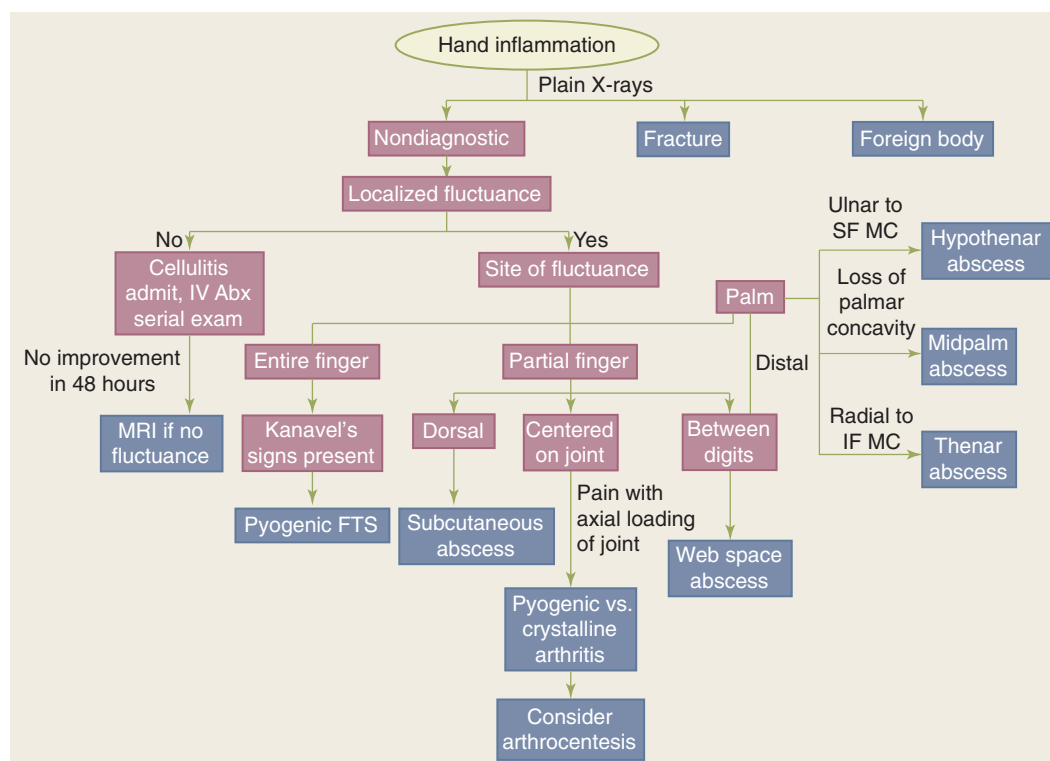 Hand inflammation
Plain X-rays
Nondiagnostic
Fracture
Foreign body
Localized fluctuance
No
Yes
Cellulitis
admit, IV Abx
serial exam
Site of fluctuance
Palm
Ulnar to
SF MC
Hypothenar
abscess
Loss of
palmar
concavity
Midpalm
abscess
Radial to
IF MC
Thenar
abscess
Distal
No improvement
in 48 hours
MRI if no
fluctuance
Entire finger
Partial finger
Kanavel's
signs present
Dorsal
Centered
on joint
Between
digits
Pyogenic FTS
Subcutaneous
abscess
Pain with
axial loading
of joint
Web space
abscess
Pyogenic vs.
crystalline
arthritis
Consider
arthrocentesis